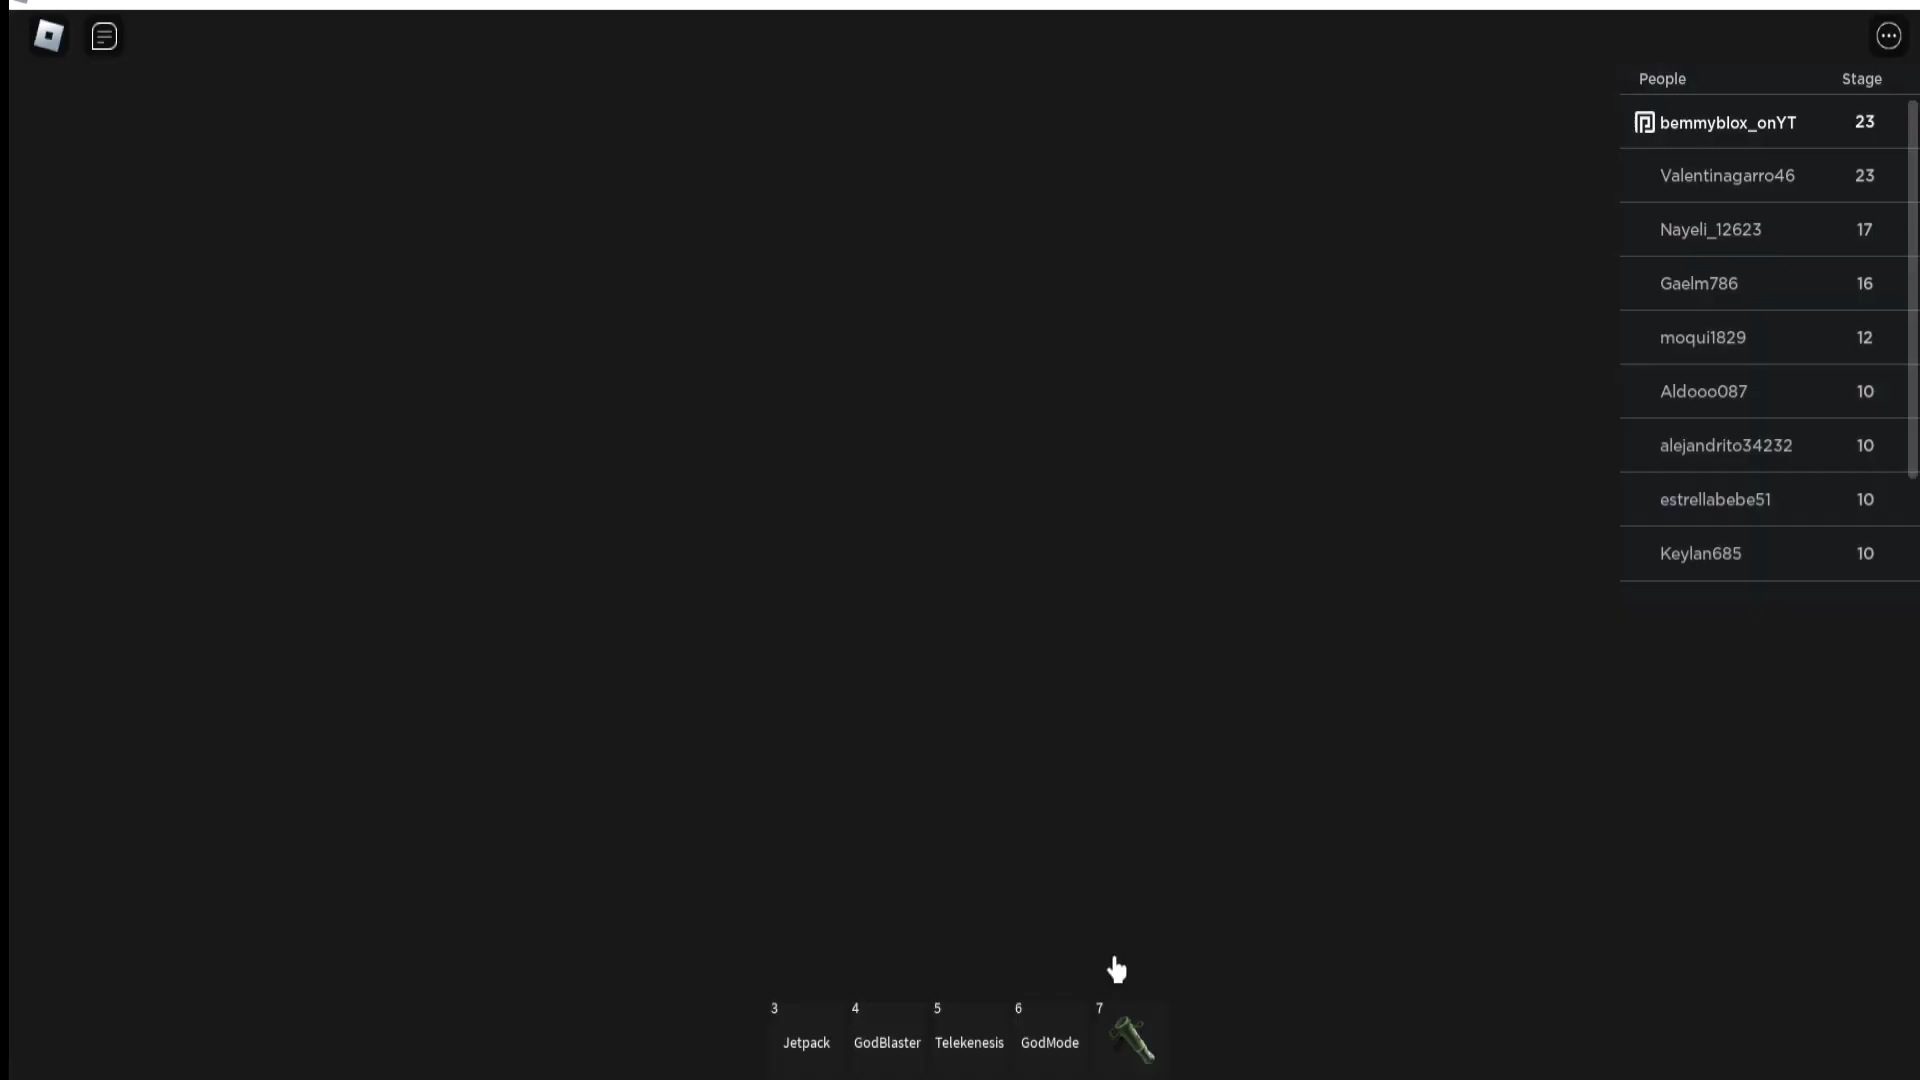 People Stage
bemmyblox_onYT 23
Valentinagarro46 23
Nayeli_12623 17
Gaelm786 16
moqui1829 12
Aldooo087 10
alejandrito34232 10
estrellabebe51 10
Keylan685 10
3 4 5 6 7
Jetpack GodBlaster Telekenesis GodMode